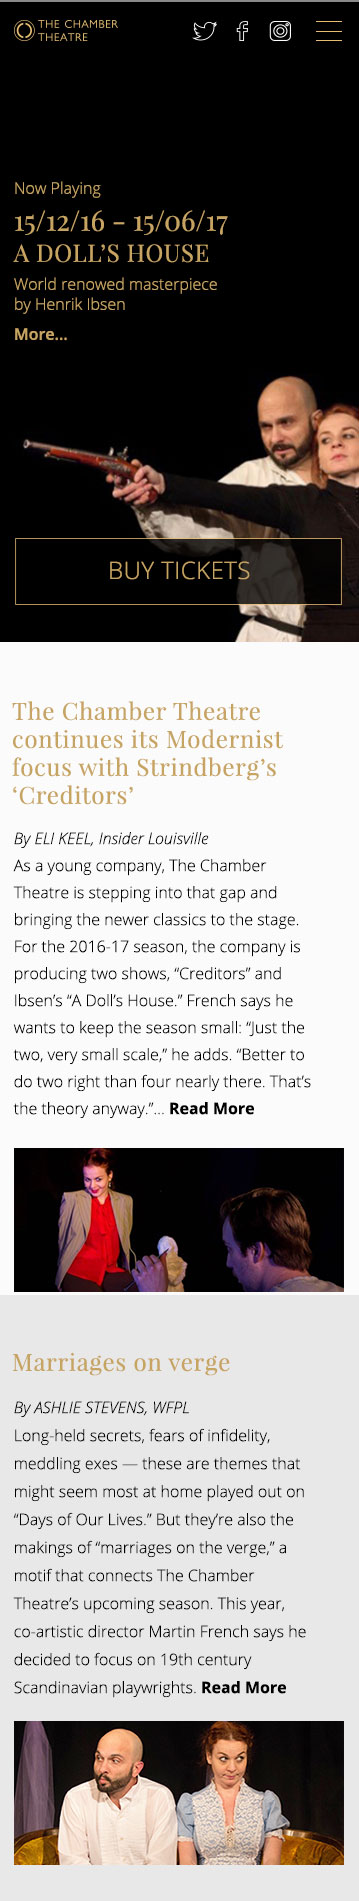 THE CHAMBER
THEATRE
Now Playing
15/12/16 – 15/06/17
A DOLL’S HOUSE
World renowed masterpiece
by Henrik Ibsen
More...
BUY TICKETS
The Chamber Theatre
continues its Modernist
focus with Strindberg’s
‘Creditors’
By ELI KEEL, Insider Louisville
As a young company, The Chamber
Theatre is stepping into that gap and
bringing the newer classics to the stage.
For the 2016-17 season, the company is
producing two shows, “Creditors” and
Ibsen’s “A Doll’s House.” French says he
wants to keep the season small: “Just the
two, very small scale,” he adds. “Better to
do two right than four nearly there. That’s
the theory anyway.”... Read More
Marriages on verge
By ASHLIE STEVENS, WFPL
Long-held secrets, fears of infidelity,
meddling exes — these are themes that
might seem most at home played out on
“Days of Our Lives.” But they’re also the
makings of “marriages on the verge,” a
motif that connects The Chamber
Theatre’s upcoming season. This year,
co-artistic director Martin French says he
decided to focus on 19th century
Scandinavian playwrights. Read More